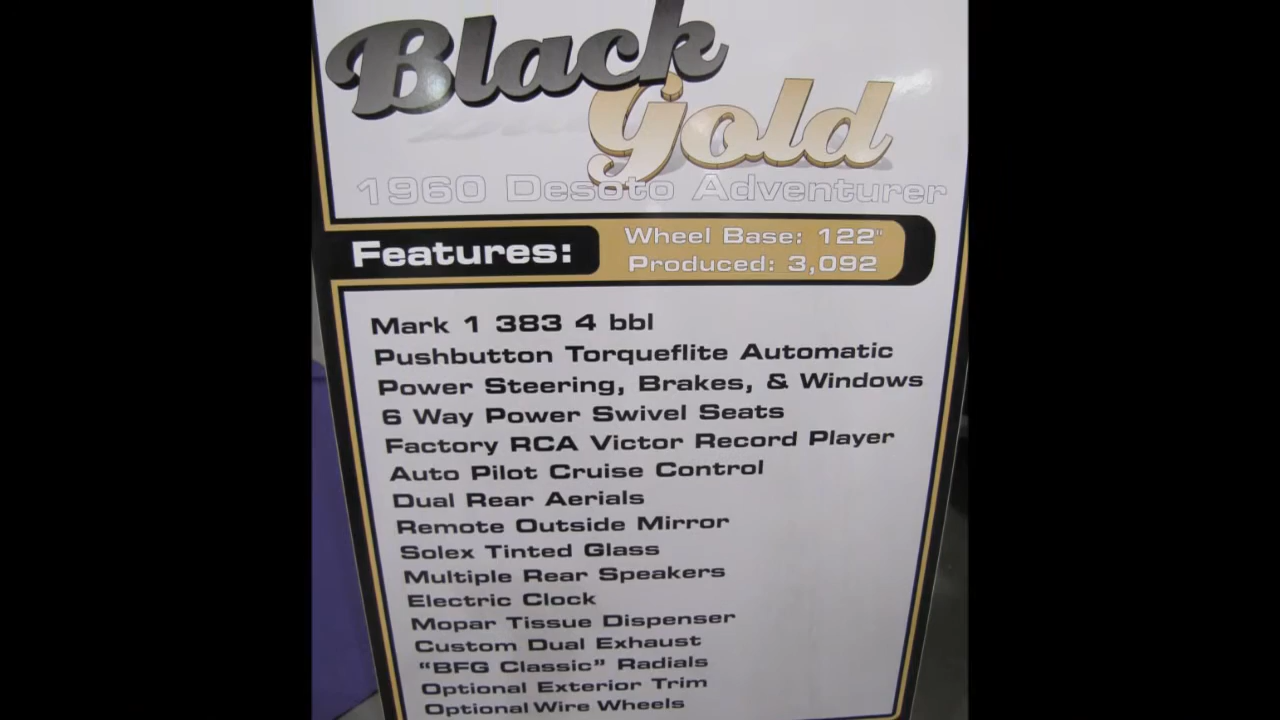 Black
Gold
1960 Desoto Adventurer
Features:
Wheel Base: 122"
Produced: 3,092
Mark 1 383 4 bbl
Pushbutton Torqueflite Automatic
Power Steering, Brakes, & Windows
6 Way Power Swivel Seats
Factory RCA Victor Record Player
Auto Pilot Cruise Control
Dual Rear Aerials
Remote Outside Mirror
Solex Tinted Glass
Multiple Rear Speakers
Electric Clock
Mopar Tissue Dispenser
Custom Dual Exhaust
“BFG Classic” Radials
Optional Exterior Trim
Optional Wire Wheels